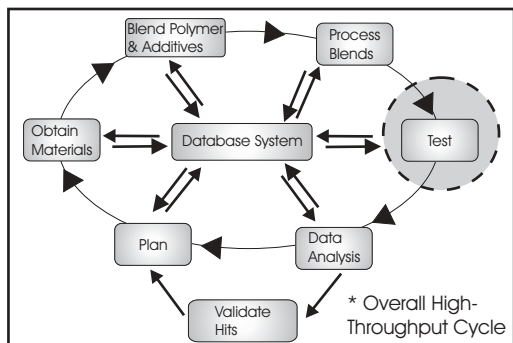 Blend Polymer
& Additives
Process
Blends
Obtain
Materials
Database System
Test
Plan
Data
Analysis
Validate
Hits
* Overall High-
Throughput Cycle